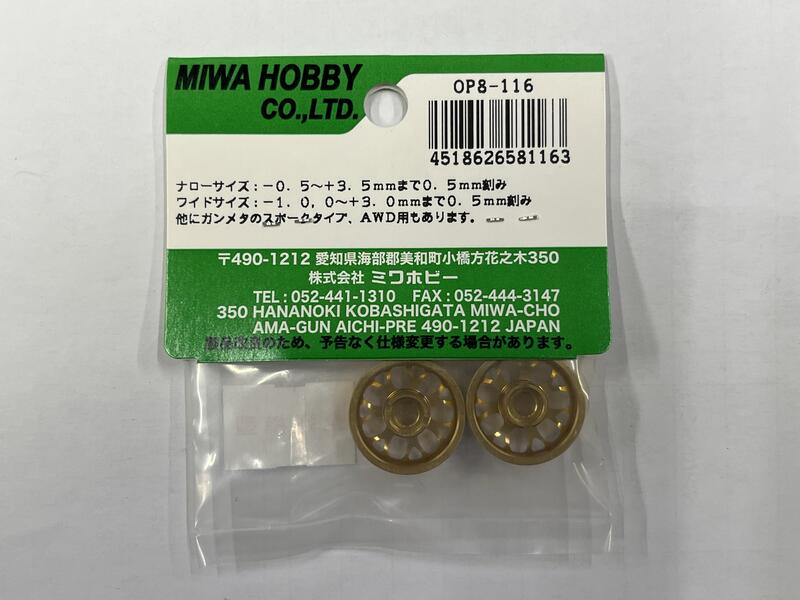 MIWA HOBBY
CO.,LTD.
OP8-116
4518626581163
ナローサイズ：－０．５～＋３．５ｍｍまで０．５ｍｍ刻み
ワイドサイズ：－１．０，０～＋３．０ｍｍまで０．５ｍｍ刻み
他にガンメタのスポークタイプ、ＡＷＤ用もあります。
〒490-1212 愛知県海部郡美和町小橋方花之木350
株式会社 ミワホビー
TEL : 052-441-1310 FAX : 052-444-3147
350 HANANOKI KOBASHIGATA MIWA-CHO
AMA-GUN AICHI-PRE 490-1212 JAPAN
製品改良のため、予告なく仕様変更する場合があります。